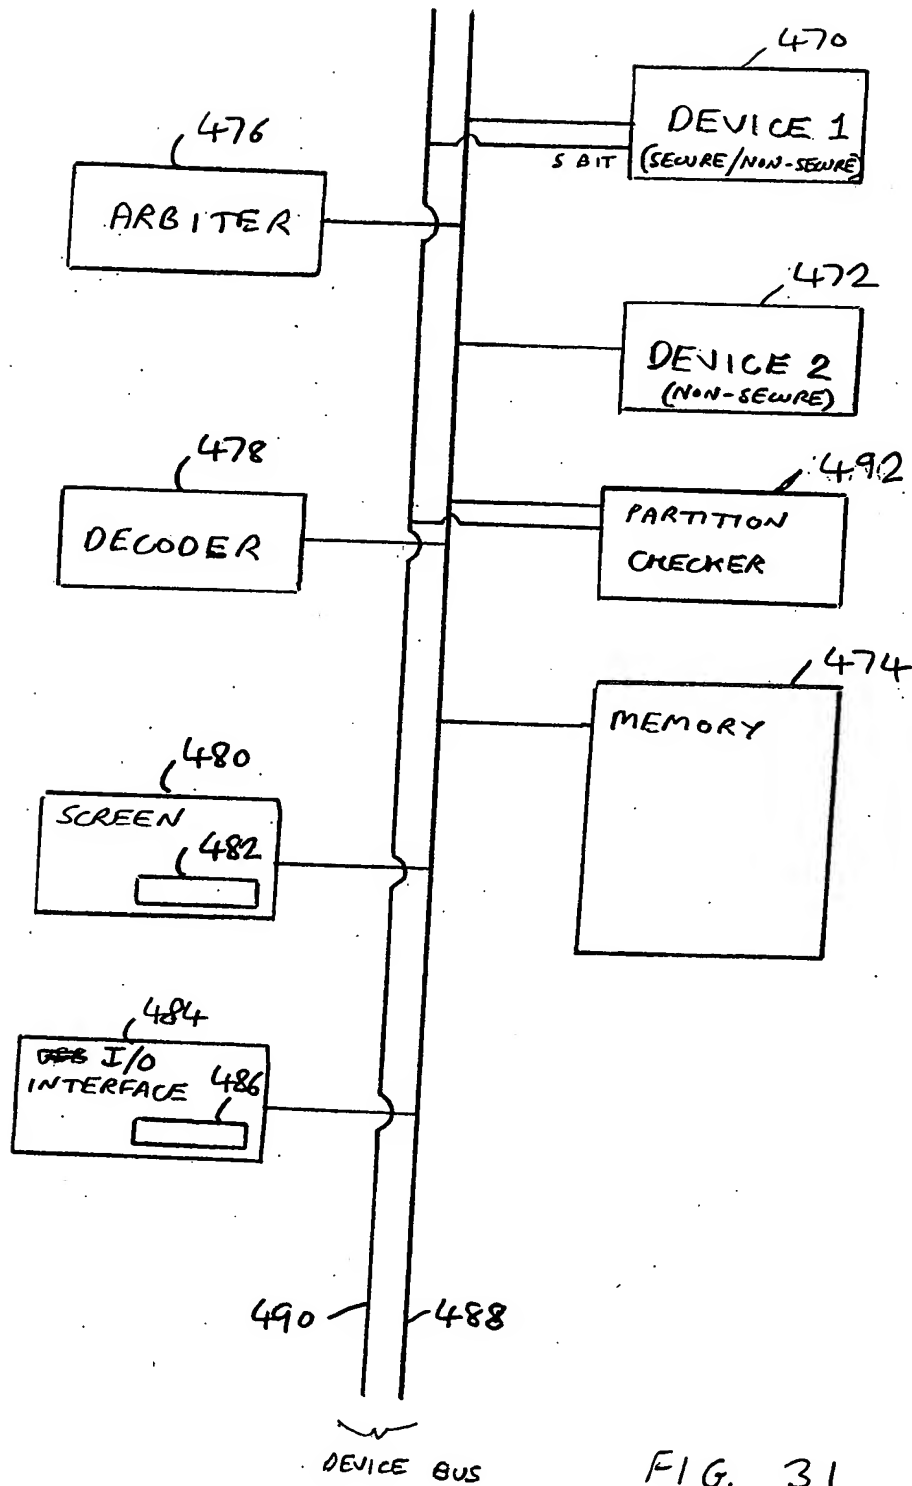 470
DEVICE 1
(SECURE/NON-SECURE)
S BIT
476
ARBITER
472
DEVICE 2
(NON-SECURE)
478
DECODER
492
PARTITION
CHECKER
474
MEMORY
480
SCREEN
482
484
I/O
INTERFACE
486
490
488
DEVICE BUS
FIG. 31